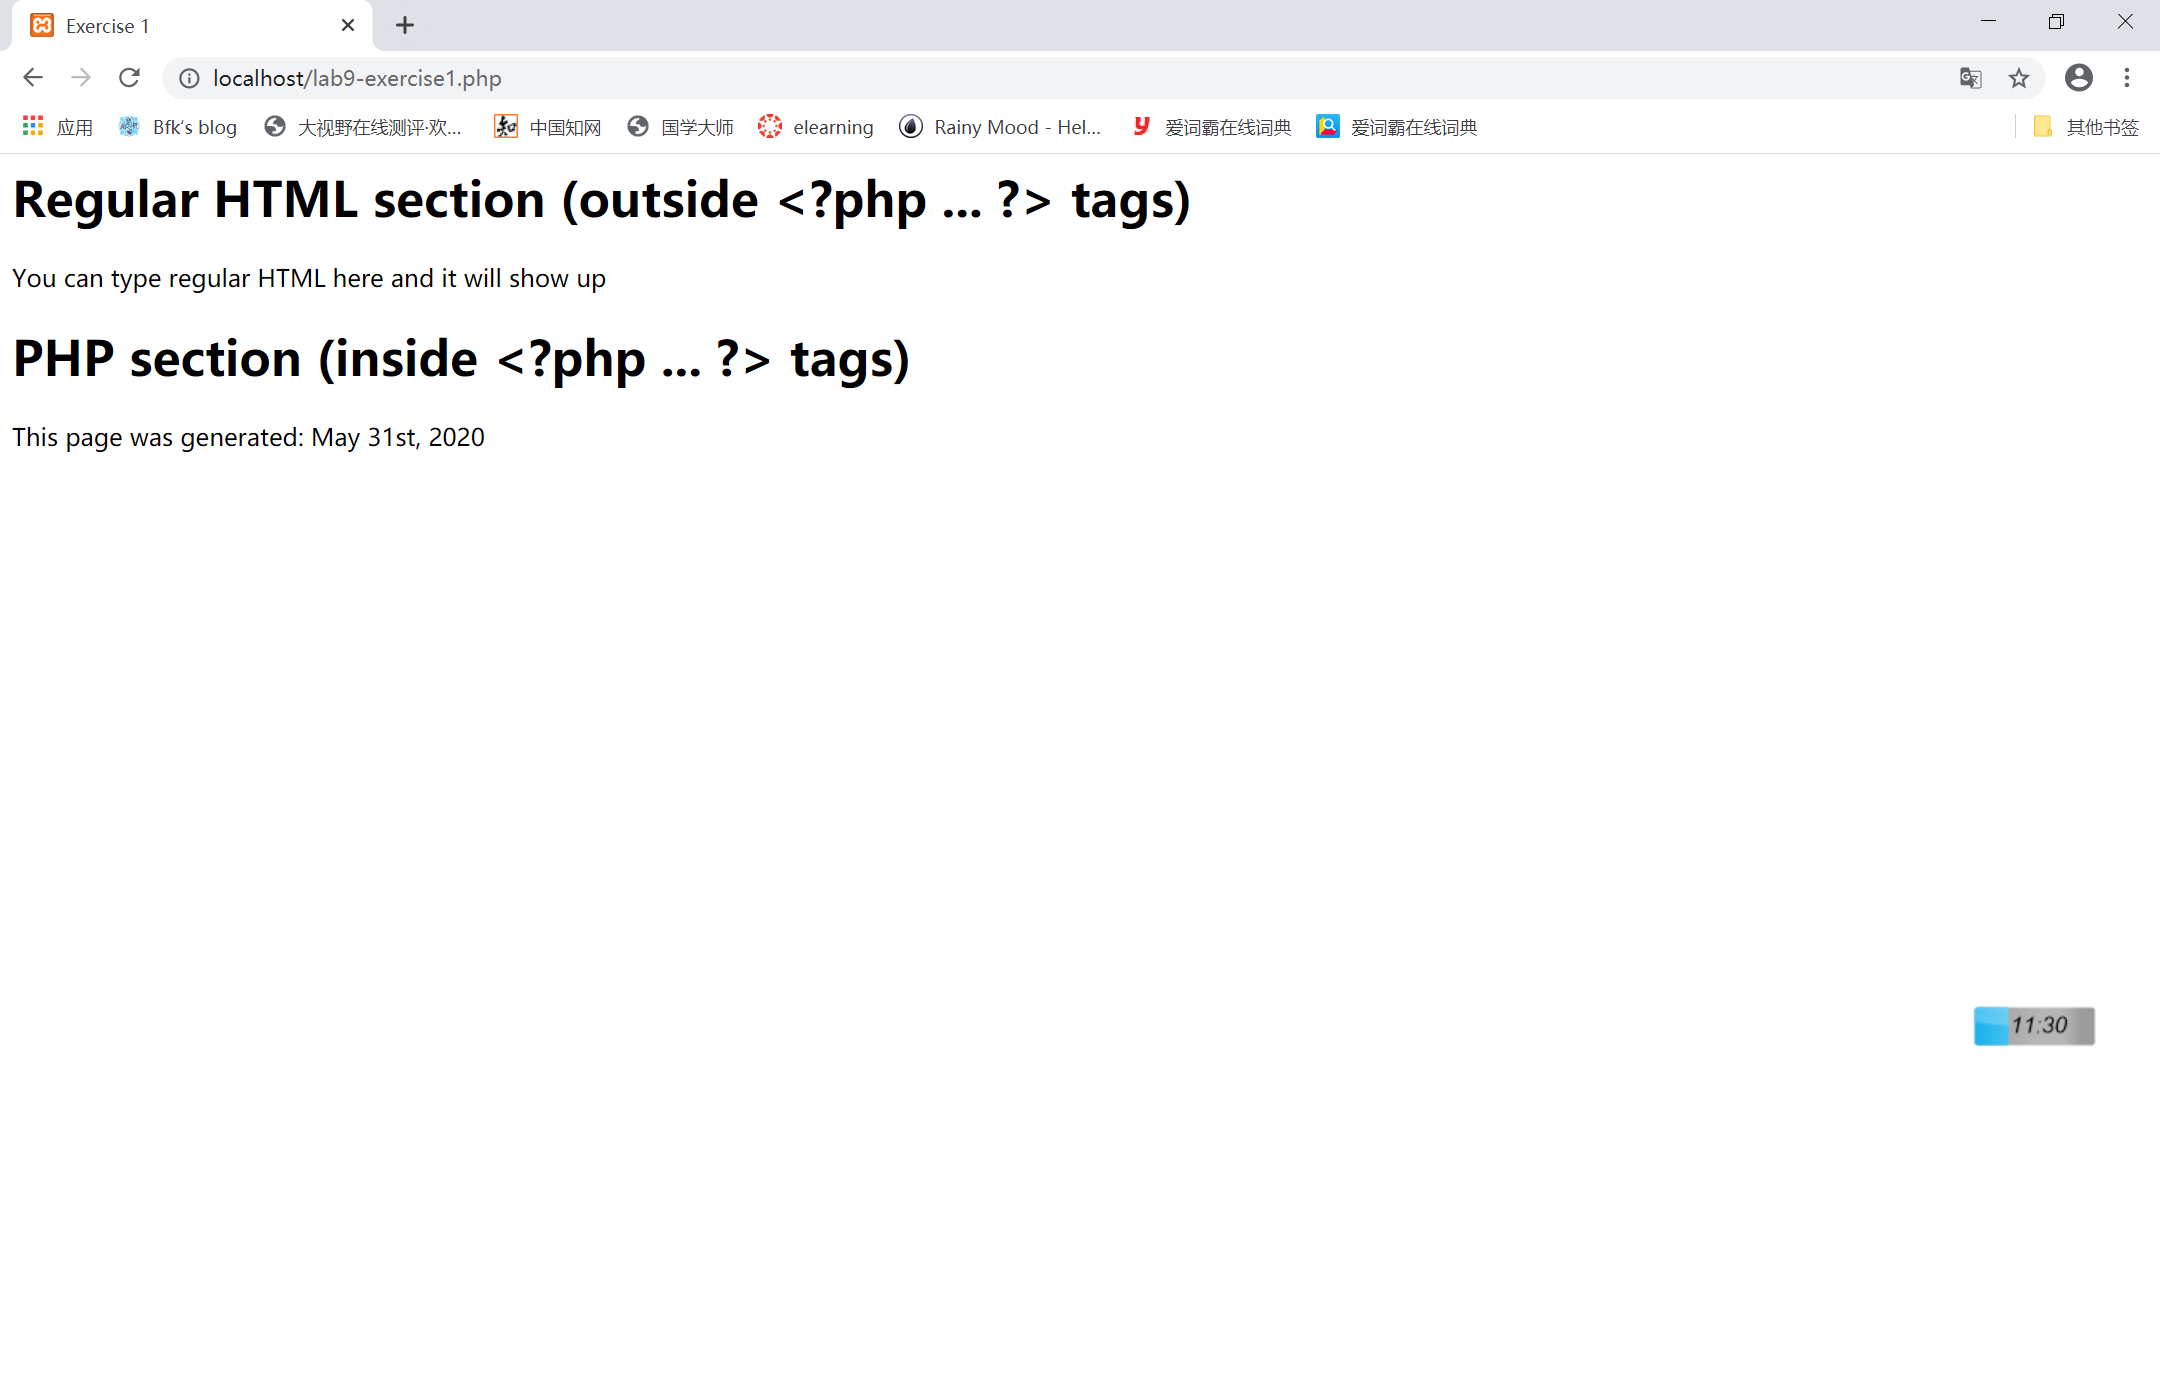 Exercise 1
localhost/lab9-exercise1.php
应用 Bfk's blog 大视野在线测评·欢... 中国知网 国学大师 elearning Rainy Mood - Hel... 爱词霸在线词典 爱词霸在线词典 其他书签
Regular HTML section (outside <?php ... ?> tags)
You can type regular HTML here and it will show up
PHP section (inside <?php ... ?> tags)
This page was generated: May 31st, 2020
11:30